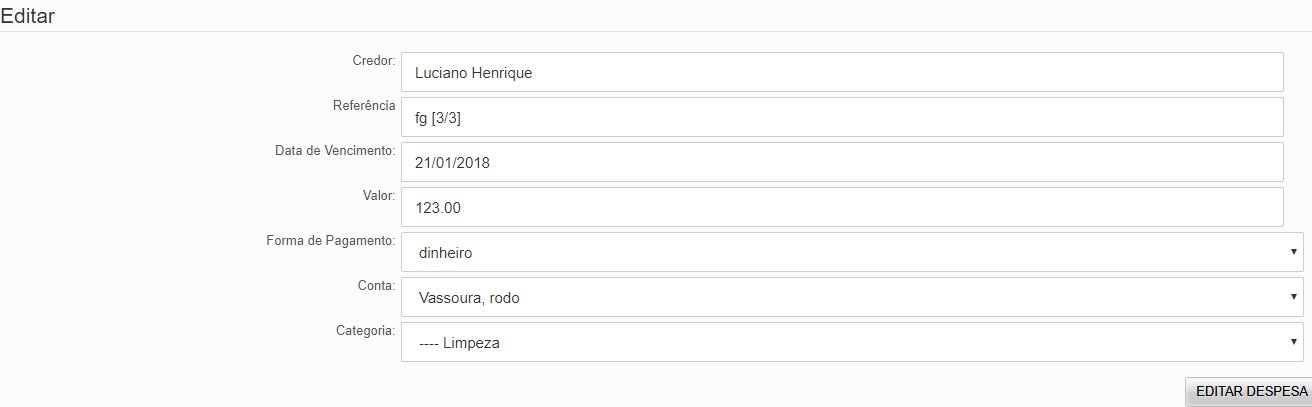 Editar
Credor:
Luciano Henrique
Referência
fg [3/3]
Data de Vencimento:
21/01/2018
Valor:
123.00
Forma de Pagamento:
dinheiro
Conta:
Vassoura, rodo
Categoria:
---- Limpeza
EDITAR DESPESA